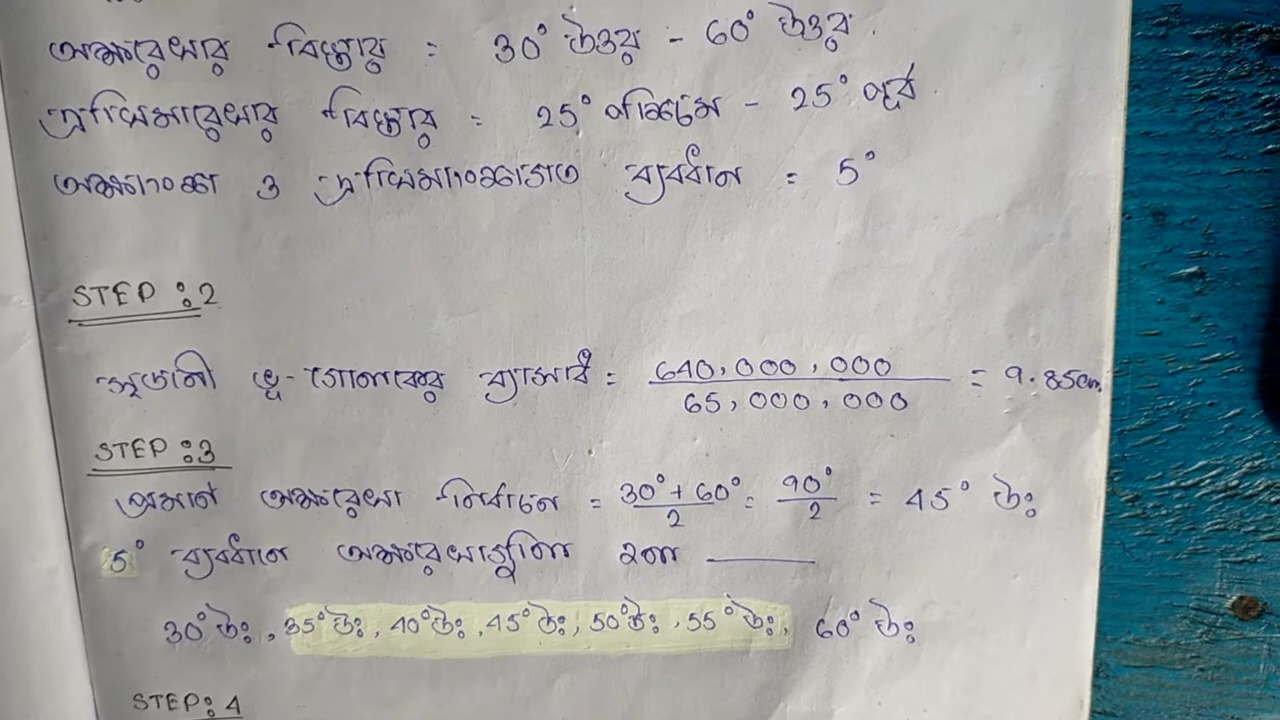 অক্ষরেখার বিস্তার = 30° উত্তর - 60° উত্তর.
দ্রাঘিমারেখার বিস্তার = 25° পশ্চিম - 25° পূর্ব.
অক্ষাংশ ও দ্রাঘিমাংশগত ব্যবধান = 5°
STEP : 2
সৃজনী ভূ-গোলকের ব্যাসার্ধ = 640,000,000 / 65,000,000 = 9.85cm.
STEP : 3
প্রমাণ অক্ষরেখা নির্বাচন = 30° + 60° / 2 = 90° / 2 = 45° উঃ
5° ব্যবধানে অক্ষরেখাগুলি হল ———
30° উঃ, 35° উঃ, 40° উঃ, 45° উঃ, 50° উঃ, 55° উঃ, 60° উঃ
STEP : 4